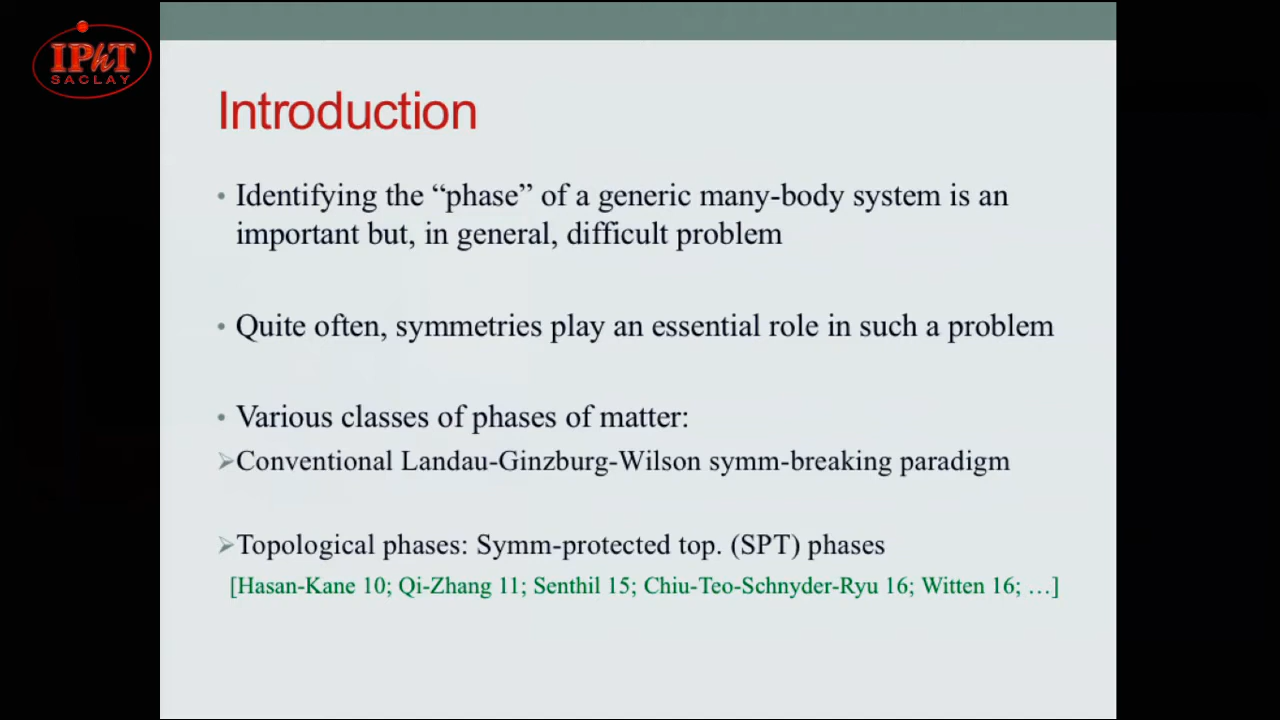 IPhT
SACLAY
Introduction
• Identifying the “phase” of a generic many-body system is an
important but, in general, difficult problem
• Quite often, symmetries play an essential role in such a problem
• Various classes of phases of matter:
➢Conventional Landau-Ginzburg-Wilson symm-breaking paradigm
➢Topological phases: Symm-protected top. (SPT) phases
[Hasan-Kane 10; Qi-Zhang 11; Senthil 15; Chiu-Teo-Schnyder-Ryu 16; Witten 16; …]